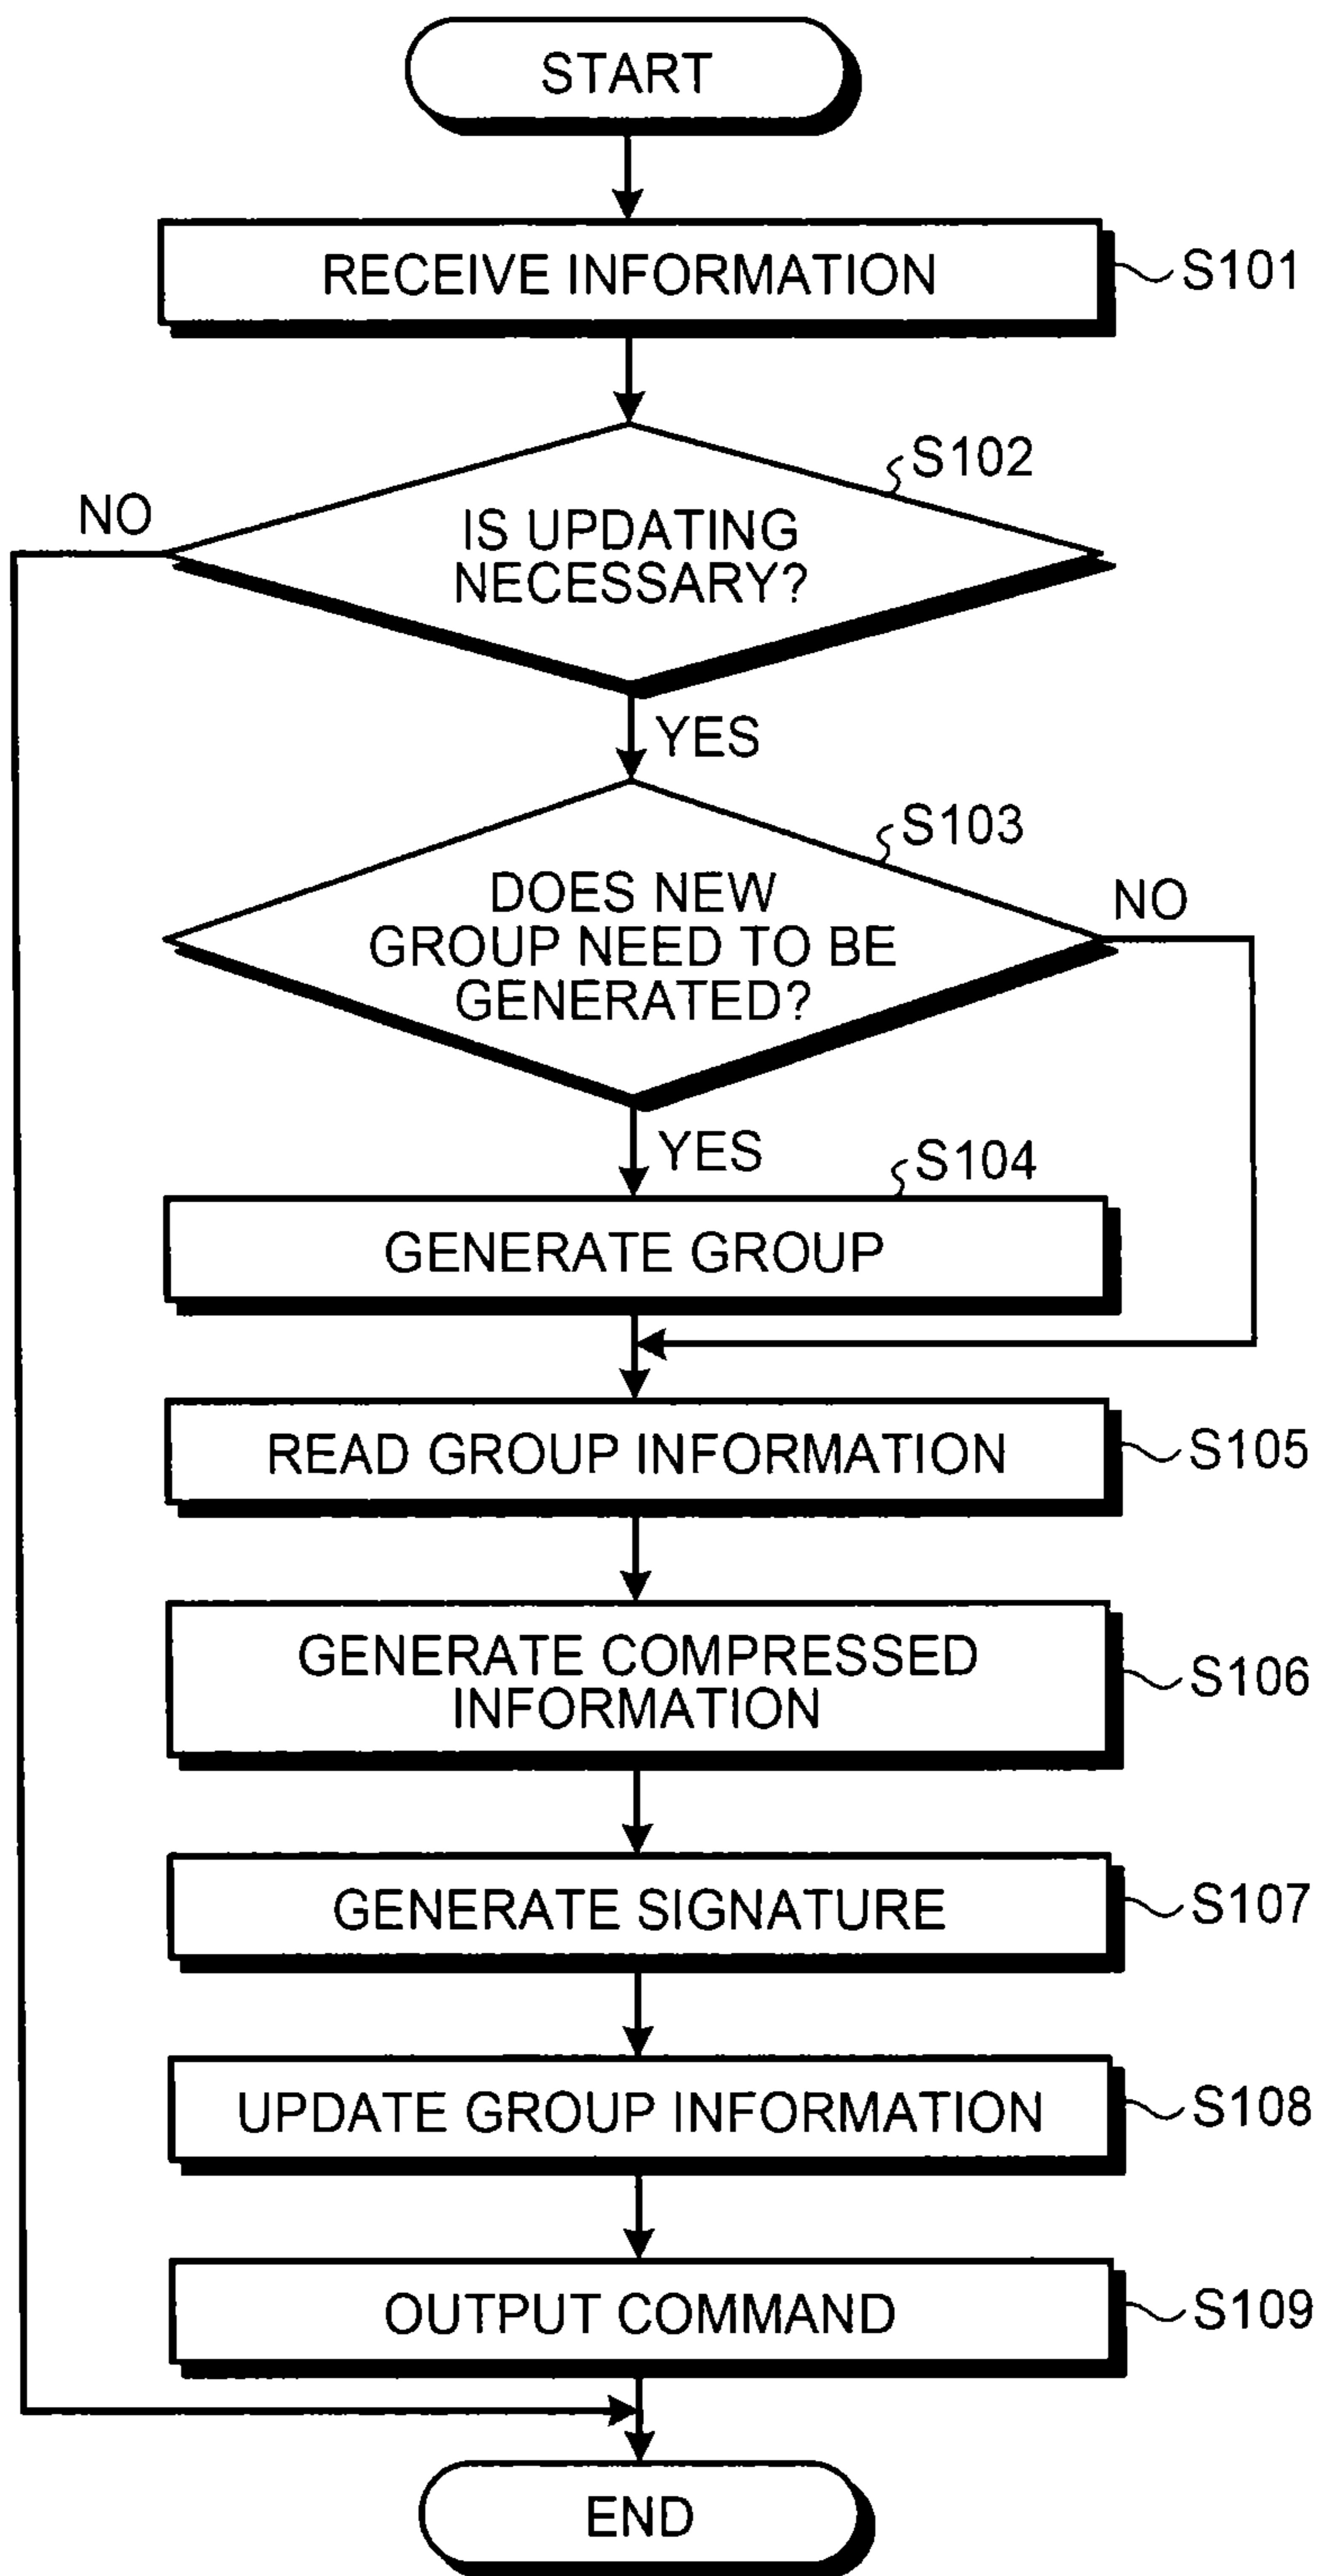 START
RECEIVE INFORMATION
S101
S102
NO
IS UPDATING
NECESSARY?
YES
S103
DOES NEW
GROUP NEED TO BE
GENERATED?
NO
YES
S104
GENERATE GROUP
READ GROUP INFORMATION
S105
GENERATE COMPRESSED
INFORMATION
S106
GENERATE SIGNATURE
S107
UPDATE GROUP INFORMATION
S108
OUTPUT COMMAND
S109
END